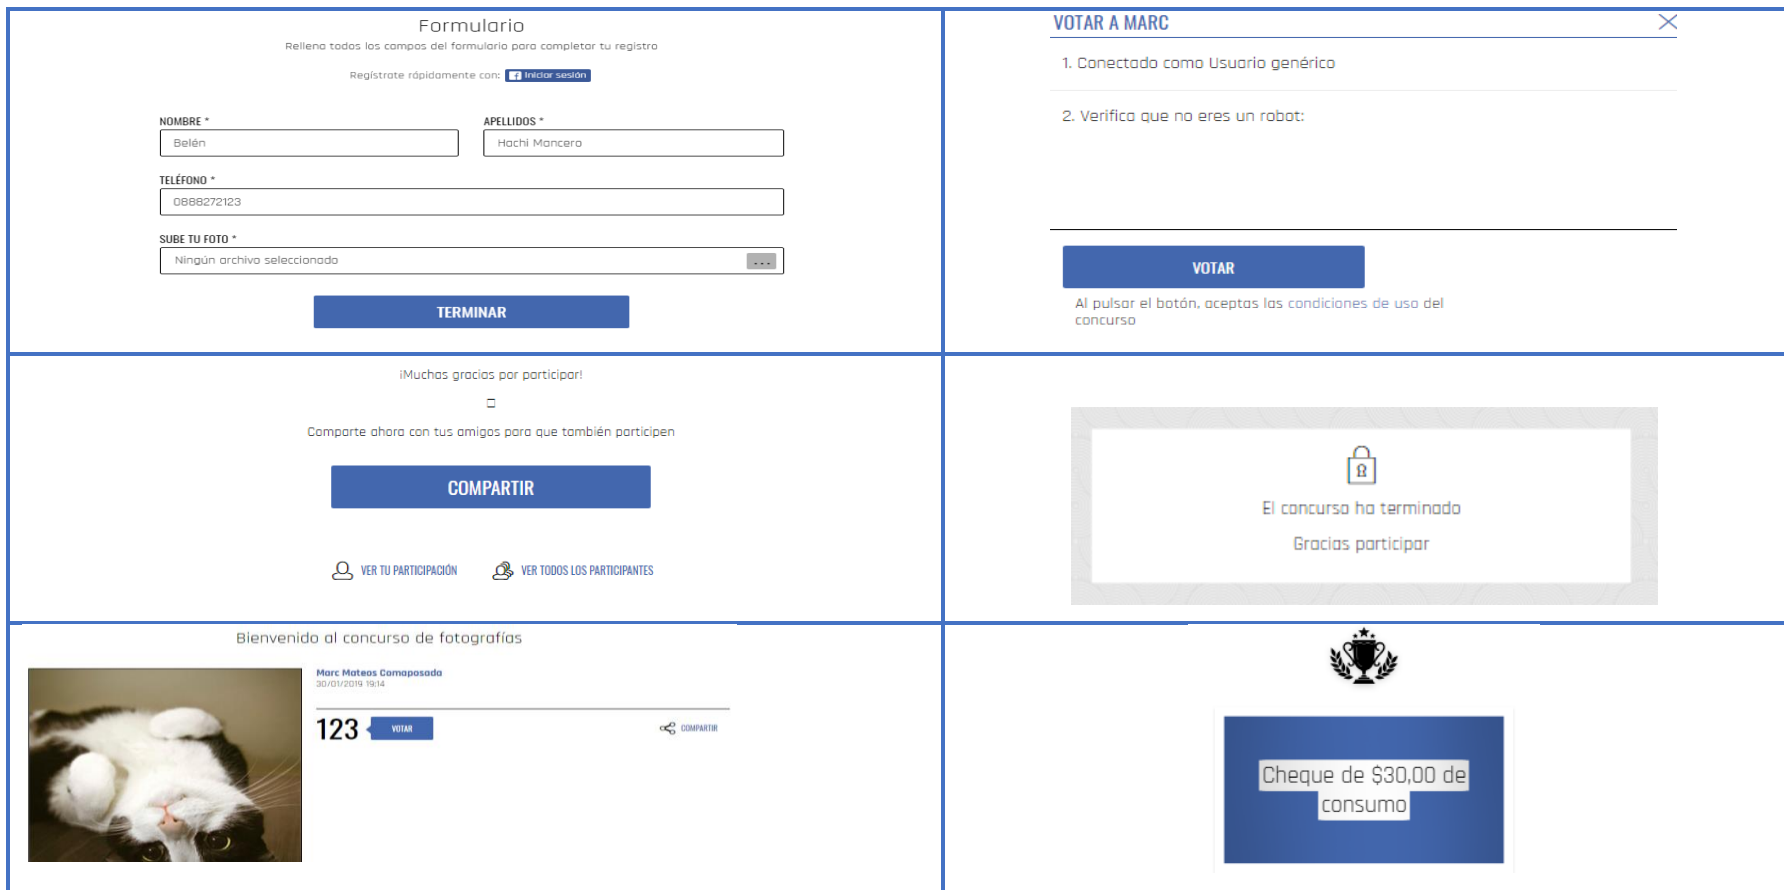 Formulario
Rellena todos los campos del formulario para completar tu registro
Regístrate rápidamente con: Iniciar sesión
NOMBRE *
APELLIDOS *
Belén
Hachi Mancero
TELÉFONO *
0888272123
SUBE TU FOTO *
Ningún archivo seleccionado
...
TERMINAR
VOTAR A MARC
1. Conectado como Usuario genérico
2. Verifica que no eres un robot:
VOTAR
Al pulsar el botón, aceptas las condiciones de uso del
concurso
¡Muchas gracias por participar!
Comparte ahora con tus amigos para que también participen
COMPARTIR
VER TU PARTICIPACIÓN
VER TODOS LOS PARTICIPANTES
El concurso ha terminado
Gracias participar
Bienvenido al concurso de fotografías
Marc Mateos Comaposada
30/01/2019 19:14
123
VOTAR
COMPARTIR
Cheque de $30,00 de
consumo